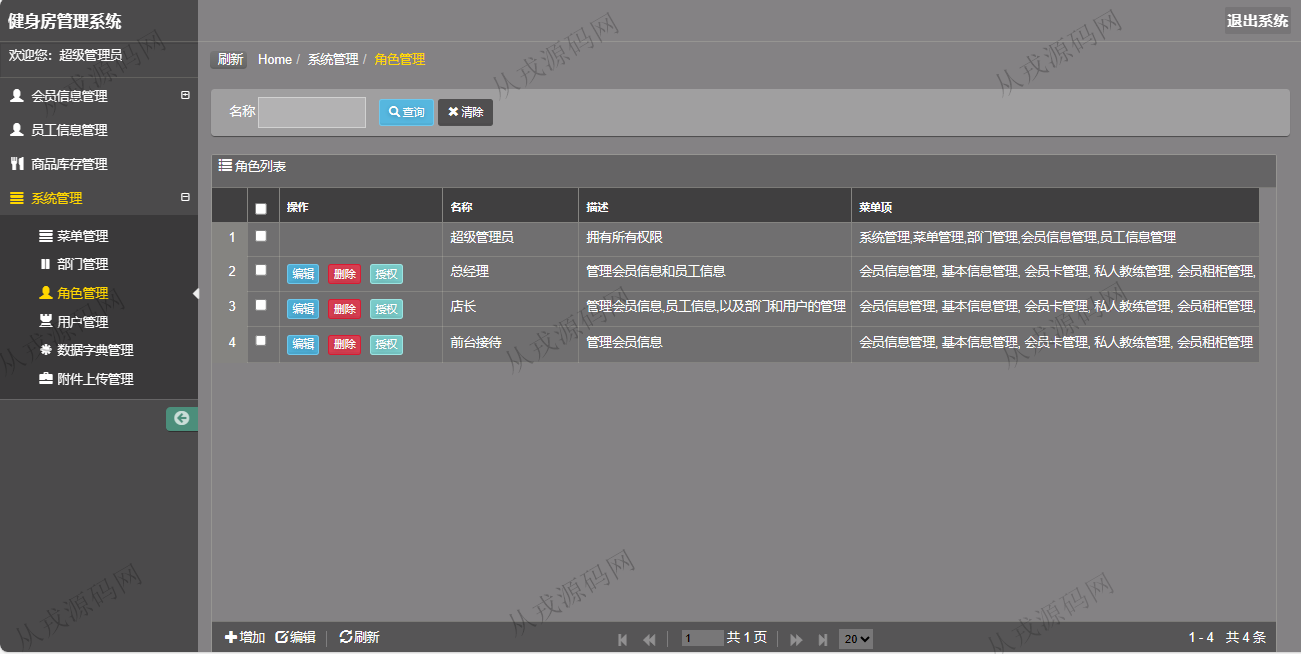 健身房管理系统
退出系统
欢迎您：超级管理员
刷新 Home / 系统管理 / 角色管理
会员信息管理
员工信息管理
商品库存管理
系统管理
菜单管理
部门管理
角色管理
用户管理
数据字典管理
附件上传管理
名称 查询 清除
角色列表
操作 名称 描述 菜单项
1 超级管理员 拥有所有权限 系统管理,菜单管理,部门管理,会员信息管理,员工信息管理
2 编辑 删除 授权 总经理 管理会员信息和员工信息 会员信息管理, 基本信息管理, 会员卡管理, 私人教练管理, 会员租柜管理,
3 编辑 删除 授权 店长 管理会员信息,员工信息,以及部门和用户的管理 会员信息管理, 基本信息管理, 会员卡管理, 私人教练管理, 会员租柜管理,
4 编辑 删除 授权 前台接待 管理会员信息 会员信息管理, 基本信息管理, 会员卡管理, 私人教练管理, 会员租柜管理
增加 编辑 刷新 1 共 1 页 20 1 - 4 共 4 条
从戎源码网
从戎源码网
从戎源码网
从戎源码网
从戎源码网
从戎源码网
从戎源码网
从戎源码网
从戎源码网